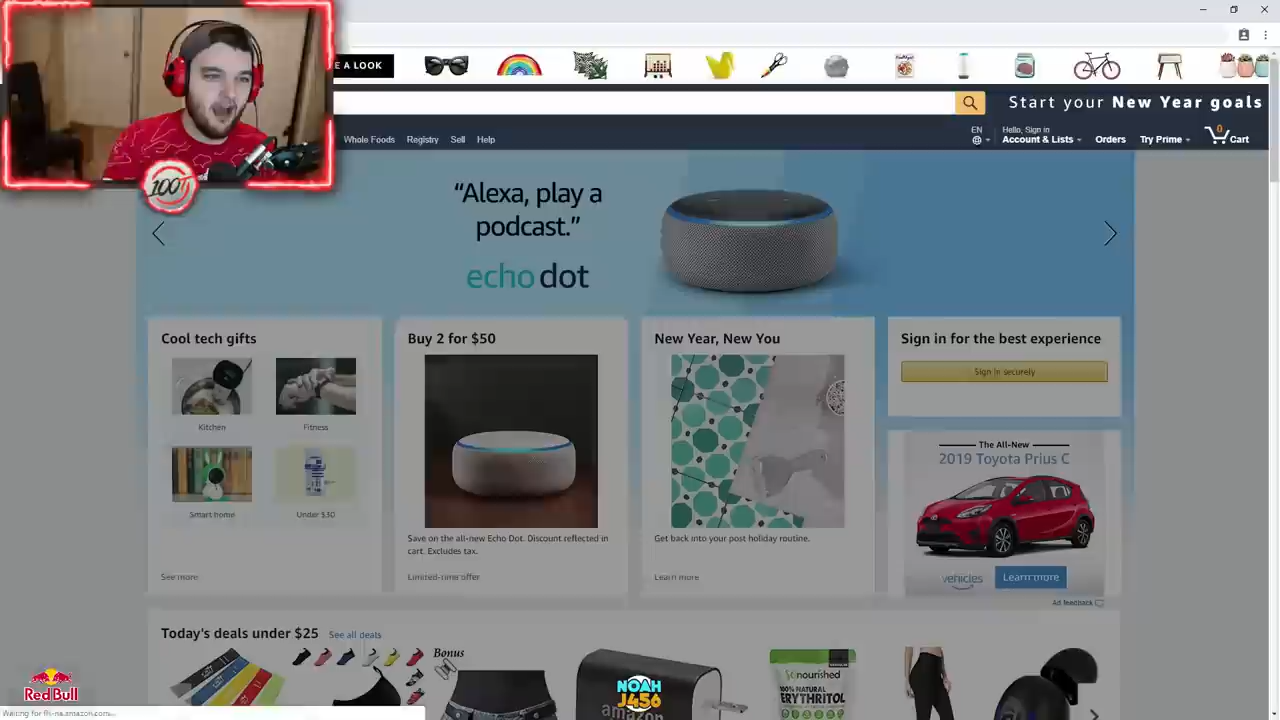 E A LOOK
Start your New Year goals
Whole Foods Registry Sell Help
EN
Hello, Sign in
Account & Lists
Orders
Try Prime
0
Cart
100T
“Alexa, play a
podcast.”
echo dot
Cool tech gifts
Kitchen
Fitness
Smart home
Under $30
See more
Buy 2 for $50
Save on the all-new Echo Dot. Discount reflected in
cart. Excludes tax.
Limited-time offer
New Year, New You
Get back into your post holiday routine.
Learn more
Sign in for the best experience
Sign in securely
The All-New
2019 Toyota Prius C
vehicles
Learn more
Ad feedback
Today's deals under $25 See all deals
Bonus
amazon
nourished
100% NATURAL
ERYTHRITOL
NOAH
J456
Red Bull